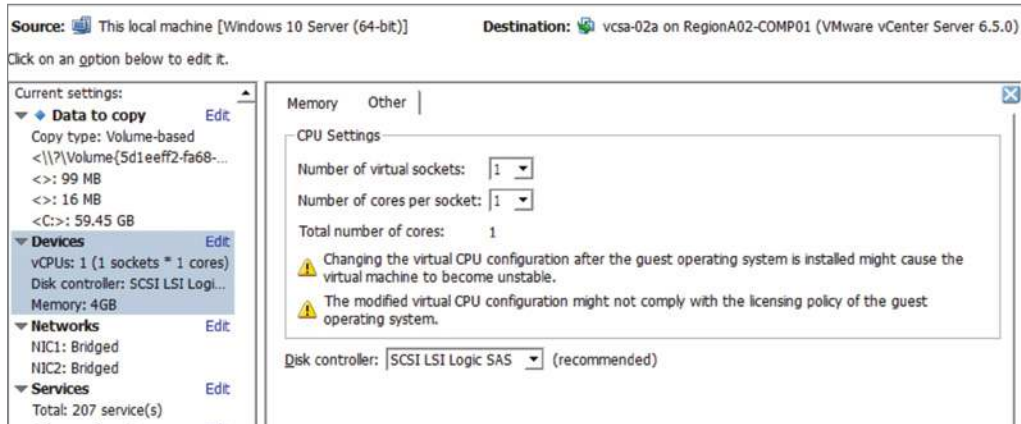 Source: This local machine [Windows 10 Server (64-bit)] Destination: vcsa-02a on RegionA02-COMP01 (VMware vCenter Server 6.5.0)
Click on an option below to edit it.
Current settings:
Data to copy Edit
Copy type: Volume-based
<\\?\Volume{5d1eeff2-fa68-...
<>: 99 MB
<>: 16 MB
<C:>: 59.45 GB
Devices Edit
vCPUs: 1 (1 sockets * 1 cores)
Disk controller: SCSI LSI Logi...
Memory: 4GB
Networks Edit
NIC1: Bridged
NIC2: Bridged
Services Edit
Total: 207 service(s)
Memory Other
CPU Settings
Number of virtual sockets: 1
Number of cores per socket: 1
Total number of cores: 1
Changing the virtual CPU configuration after the guest operating system is installed might cause the
virtual machine to become unstable.
The modified virtual CPU configuration might not comply with the licensing policy of the guest
operating system.
Disk controller: SCSI LSI Logic SAS (recommended)